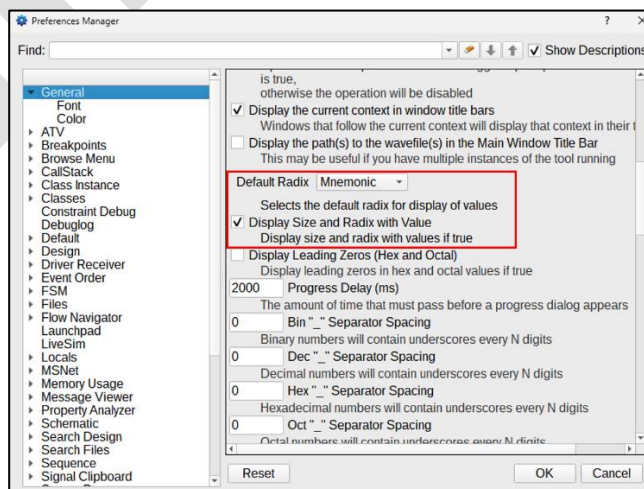 Preferences Manager ? ×
Find: Show Descriptions
General
Font
Color
ATV
Breakpoints
Browse Menu
CallStack
Class Instance
Classes
Constraint Debug
Debuglog
Default
Design
Driver Receiver
Event Order
FSM
Files
Flow Navigator
Launchpad
LiveSim
Locals
MSNet
Memory Usage
Message Viewer
Property Analyzer
Schematic
Search Design
Search Files
Sequence
Signal Clipboard
is true,
otherwise the operation will be disabled
Display the current context in window title bars
Windows that follow the current context will display that context in their
Display the path(s) to the wavefile(s) in the Main Window Title Bar
This may be useful if you have multiple instances of the tool running
Default Radix Mnemonic
Selects the default radix for display of values
Display Size and Radix with Value
Display size and radix with values if true
Display Leading Zeros (Hex and Octal)
Display leading zeros in hex and octal values if true
2000 Progress Delay (ms)
The amount of time that must pass before a progress dialog appears
0 Bin "_" Separator Spacing
Binary numbers will contain underscores every N digits
0 Dec "_" Separator Spacing
Decimal numbers will contain underscores every N digits
0 Hex "_" Separator Spacing
Hexadecimal numbers will contain underscores every N digits
0 Oct "_" Separator Spacing
Octal numbers will contain underscores every N digits
Reset OK Cancel